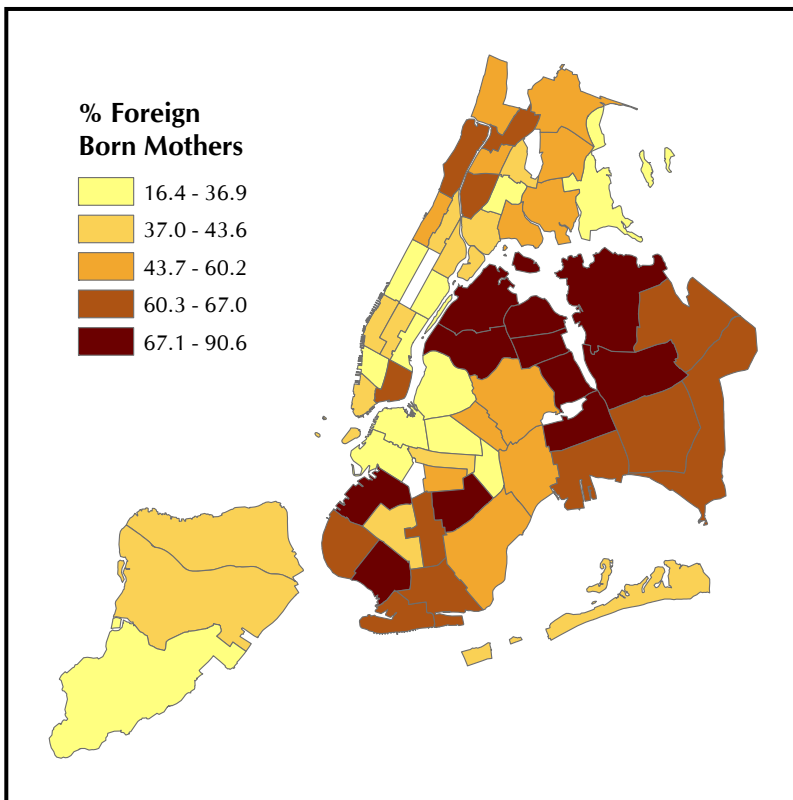 % Foreign
Born Mothers
16.4 - 36.9
37.0 - 43.6
43.7 - 60.2
60.3 - 67.0
67.1 - 90.6